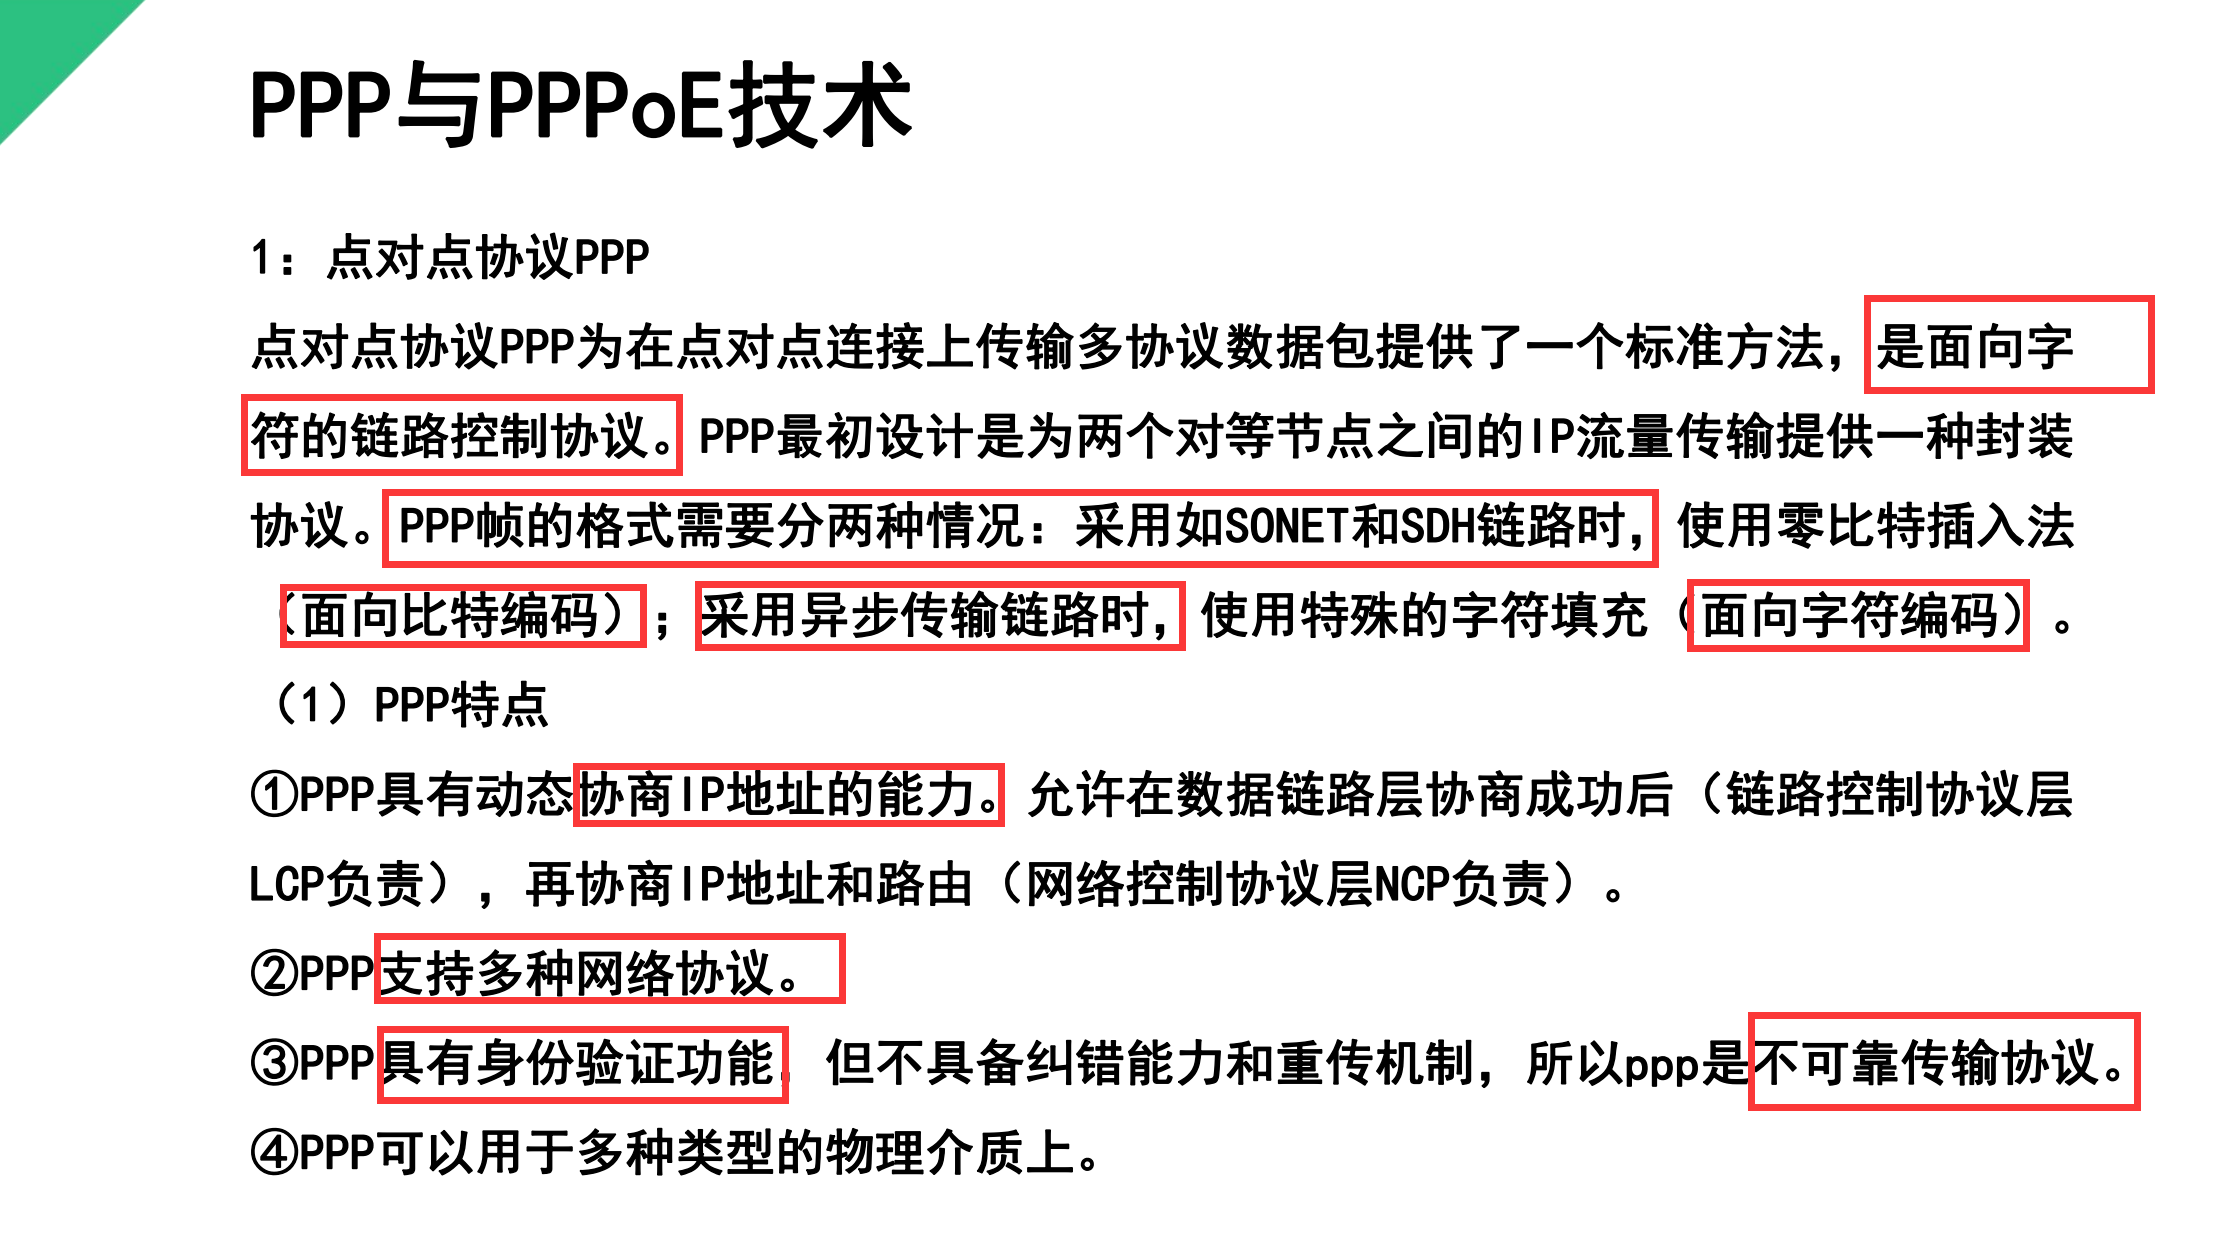 PPP与PPPoE技术
1：点对点协议PPP
点对点协议PPP为在点对点连接上传输多协议数据包提供了一个标准方法，是面向字
符的链路控制协议。PPP最初设计是为两个对等节点之间的IP流量传输提供一种封装
协议。PPP帧的格式需要分两种情况：采用如SONET和SDH链路时，使用零比特插入法
（面向比特编码）；采用异步传输链路时，使用特殊的字符填充（面向字符编码）。
（1）PPP特点
①PPP具有动态协商IP地址的能力。允许在数据链路层协商成功后（链路控制协议层
LCP负责），再协商IP地址和路由（网络控制协议层NCP负责）。
②PPP支持多种网络协议。
③PPP具有身份验证功能，但不具备纠错能力和重传机制，所以ppp是不可靠传输协议。
④PPP可以用于多种类型的物理介质上。